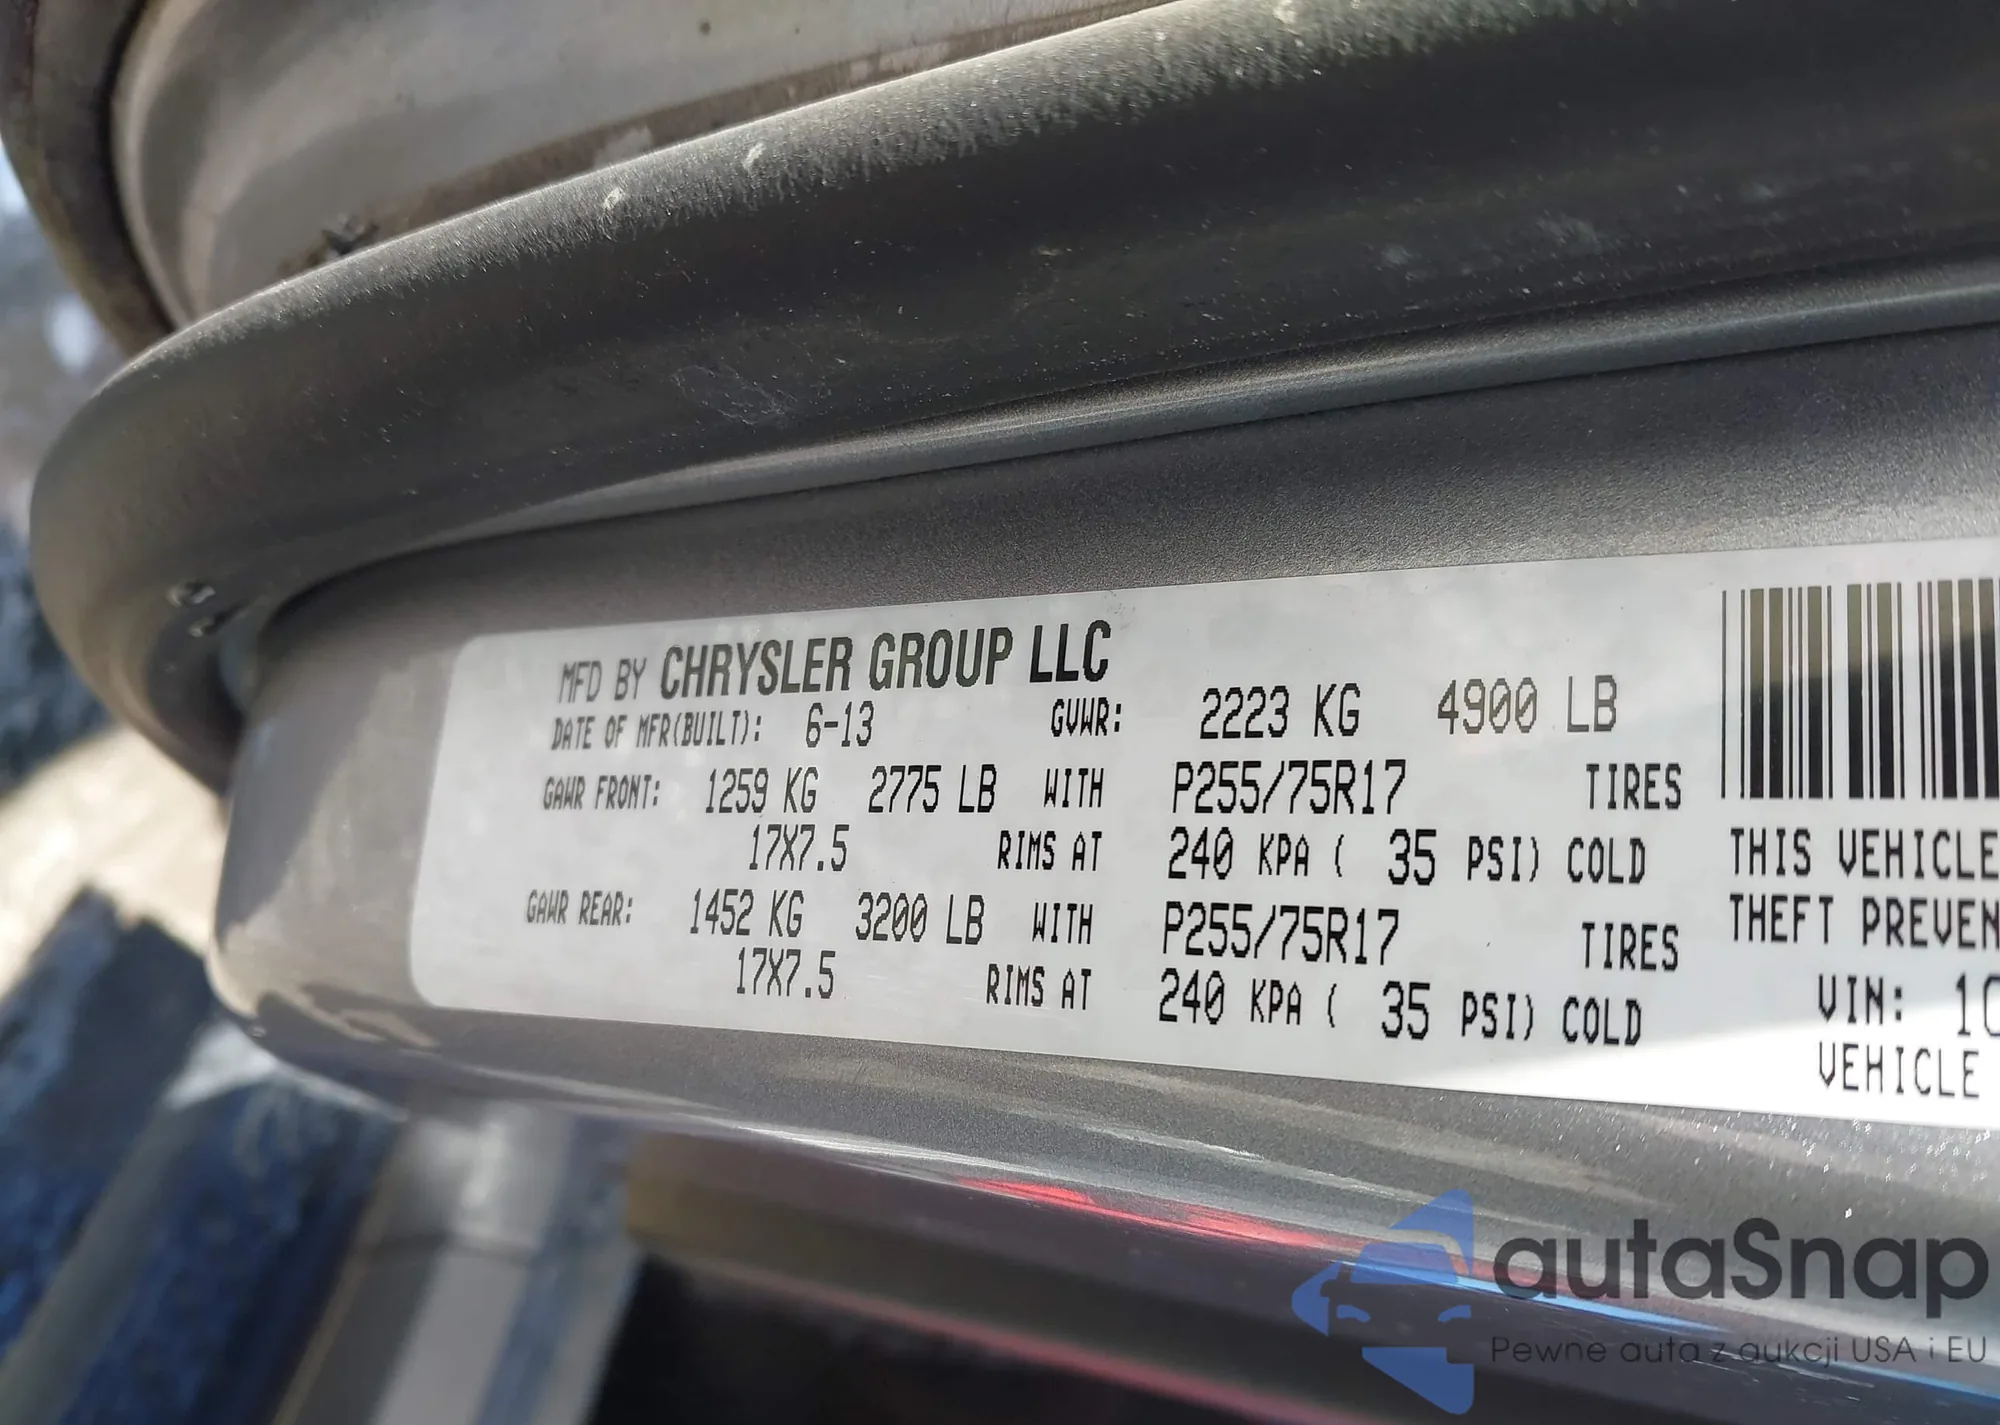 MFD BY CHRYSLER GROUP LLC
DATE OF MFR(BUILT): 6-13 GVWR: 2223 KG 4900 LB
GAWR FRONT: 1259 KG 2775 LB WITH P255/75R17 TIRES
17X7.5 RIMS AT 240 KPA ( 35 PSI) COLD
GAWR REAR: 1452 KG 3200 LB WITH P255/75R17 TIRES
17X7.5 RIMS AT 240 KPA ( 35 PSI) COLD
THIS VEHICLE
THEFT PREVEN
VIN: 1C
VEHICLE
autaSnap
Pewne auta z aukcji USA i EU